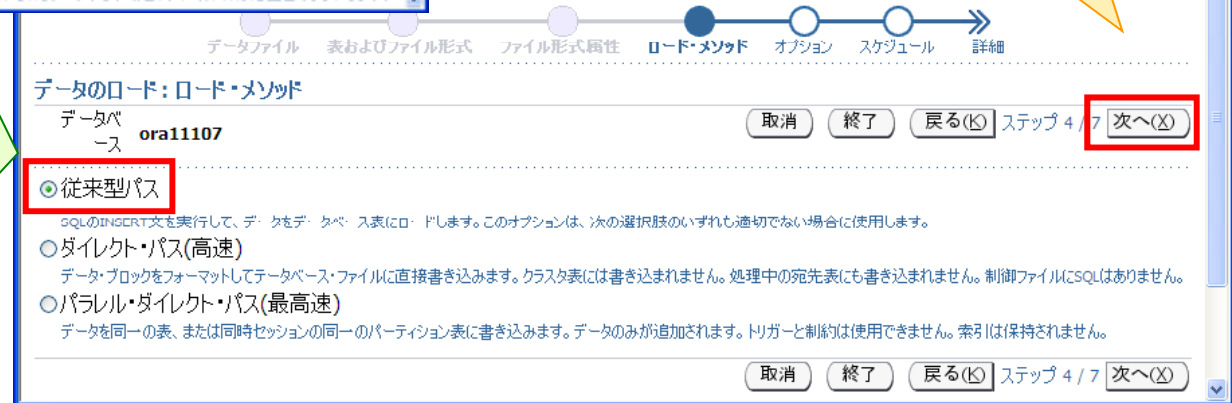 データファイル 表およびファイル形式 ファイル形式属性 ロード・メソッド オプション スケジュール 詳細
データのロード：ロード・メソッド
データベース ora11107 取消 終了 戻る(K) ステップ 4 / 7 次へ(X)
従来型パス
SQLのINSERT文を実行して、データをデータベース表にロードします。このオプションは、次の選択肢のいずれも適切でない場合に使用します。
ダイレクト・パス(高速)
データ・ブロックをフォーマットしてデータベース・ファイルに直接書き込みます。クラスタ表には書き込まれません。処理中の宛先表にも書き込まれません。制御ファイルにSQLはありません。
パラレル・ダイレクト・パス(最高速)
データを同一の表、または同時セッションの同一のパーティション表に書き込みます。データのみが追加されます。トリガーと制約は使用できません。索引は保持されません。
取消 終了 戻る(K) ステップ 4 / 7 次へ(X)